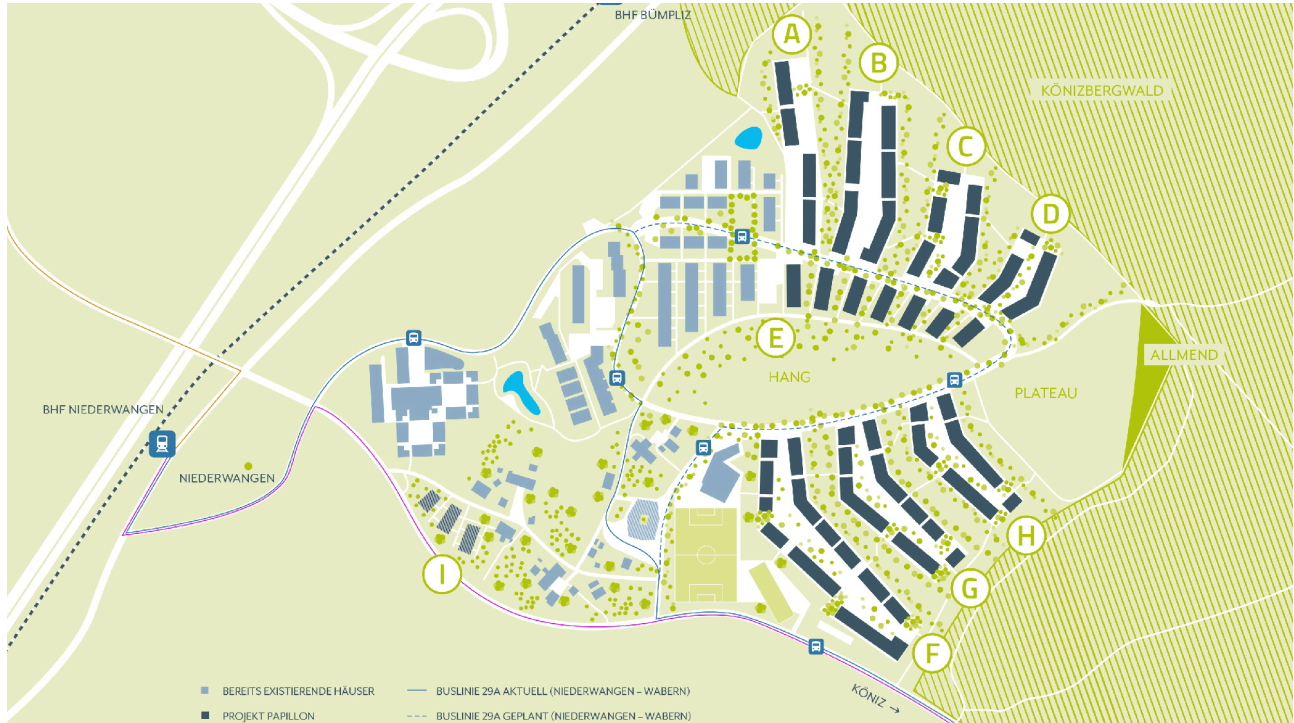 BHF BÜMPLIZ
A
B
KÖNIZBERGWALD
C
D
E
HANG
ALLMEND
PLATEAU
BHF NIEDERWANGEN
NIEDERWANGEN
H
I
G
F
KÖNIZ →
BEREITS EXISTIERENDE HÄUSER
BUSLINIE 29A AKTUELL (NIEDERWANGEN – WABERN)
PROJEKT PAPILLON
BUSLINIE 29A GEPLANT (NIEDERWANGEN – WABERN)